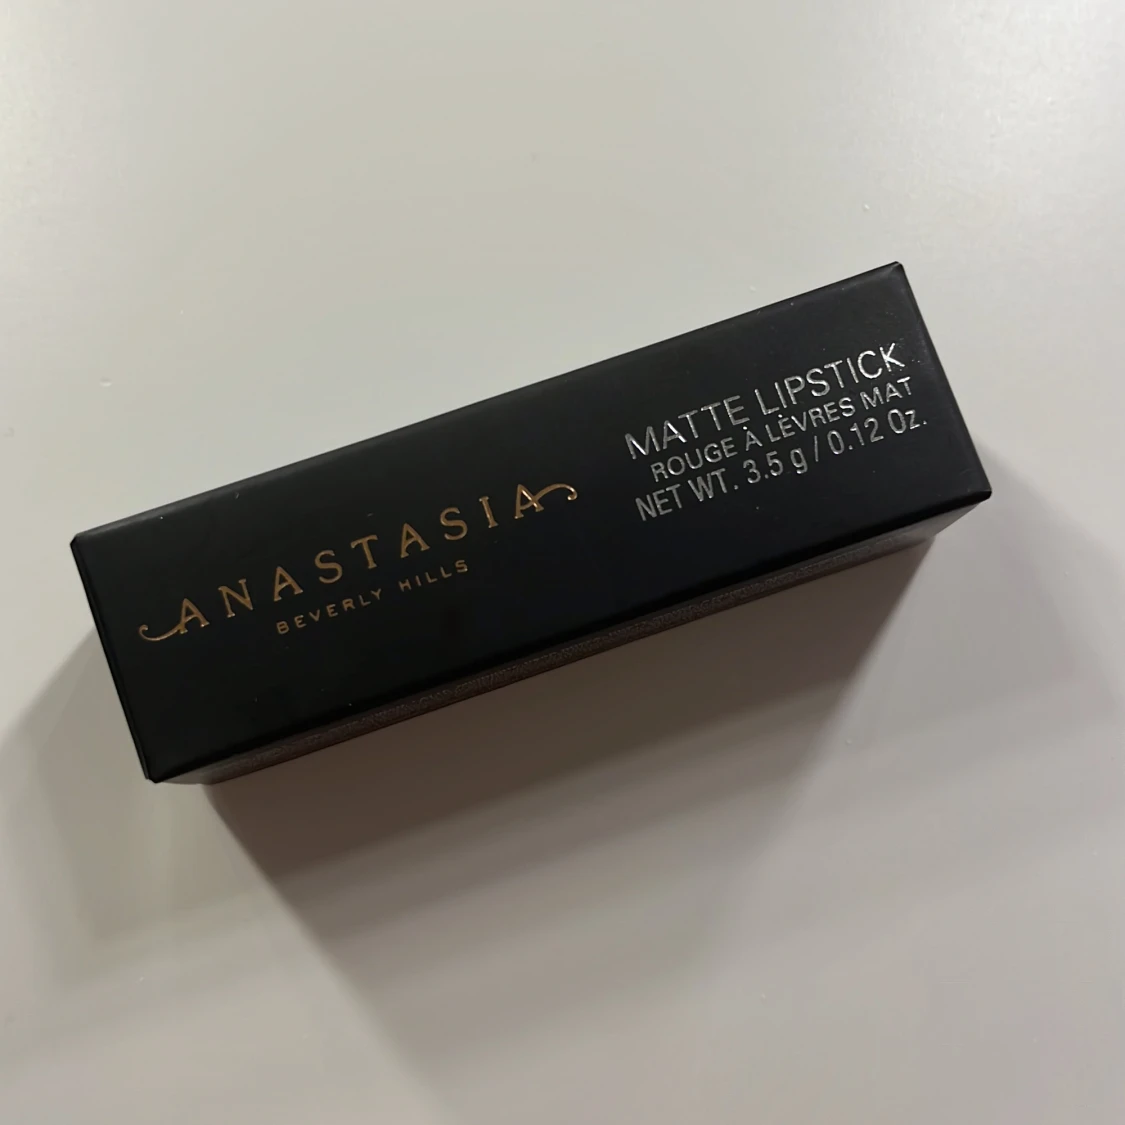 ANASTASIA
BEVERLY HILLS
MATTE LIPSTICK
ROUGE À LÈVRES MAT
NET WT. 3.5 g / 0.12 Oz.